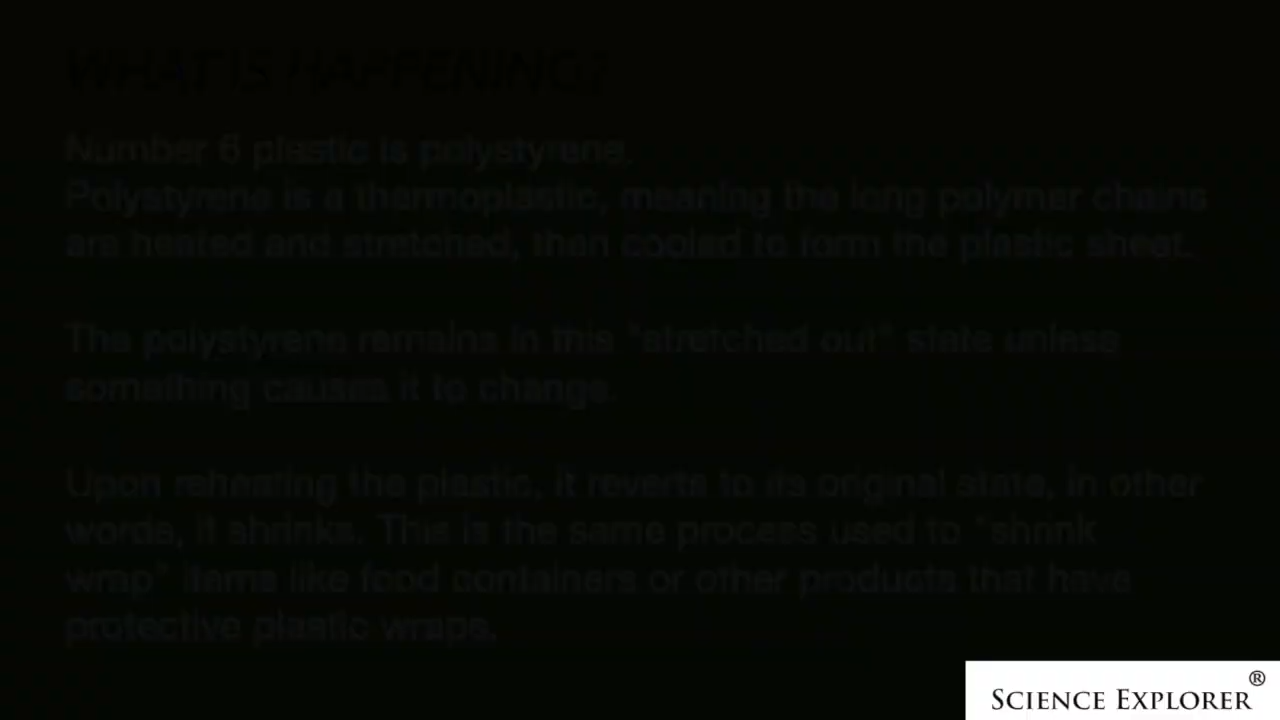 WHAT IS HAPPENING?
Number 6 plastic is polystyrene.
Polystyrene is a thermoplastic, meaning the long polymer chains
are heated and stretched, then cooled to form the plastic sheet.
The polystyrene remains in this "stretched out" state unless
something causes it to change.
Upon reheating the plastic, it reverts to its original state, in other
words, it shrinks. This is the same process used to "shrink
wrap" items like food containers or other products that have
protective plastic wraps.
SCIENCE EXPLORER®